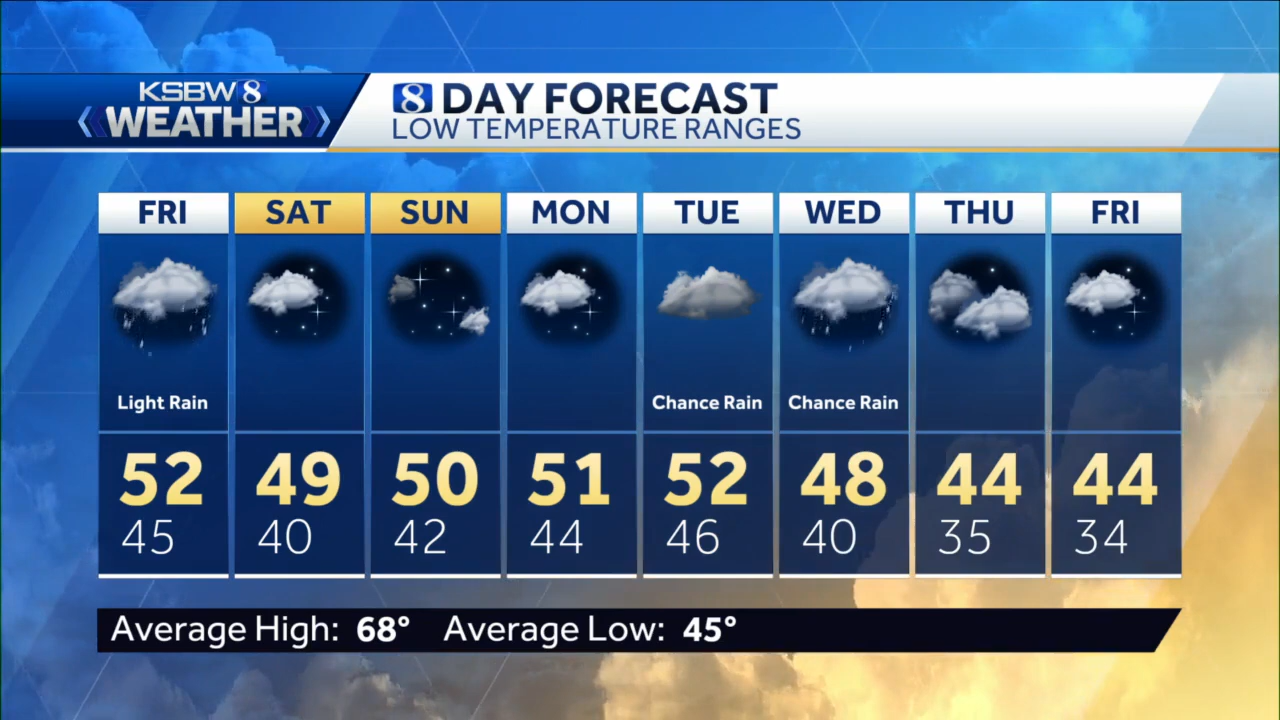 KSBW 8
WEATHER
8 DAY FORECAST
LOW TEMPERATURE RANGES
FRI SAT SUN MON TUE WED THU FRI
Light Rain Chance Rain Chance Rain
52 49 50 51 52 48 44 44
45 40 42 44 46 40 35 34
Average High: 68° Average Low: 45°